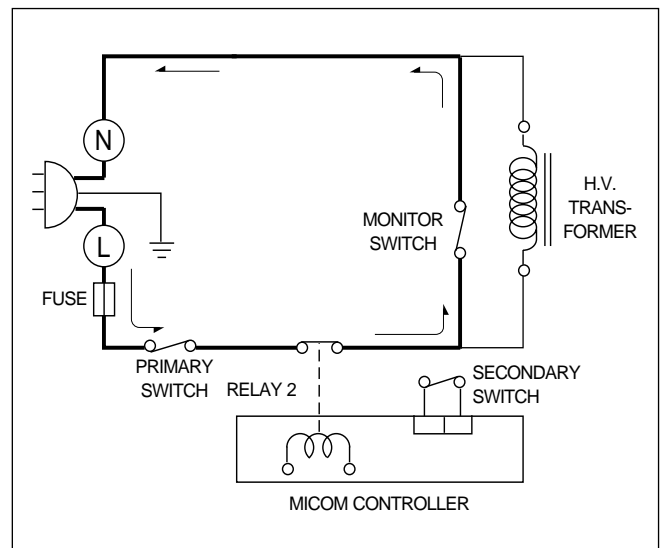 N
H.V.
TRANS-
FORMER
MONITOR
SWITCH
L
FUSE
PRIMARY
SWITCH
RELAY 2
SECONDARY
SWITCH
MICOM CONTROLLER